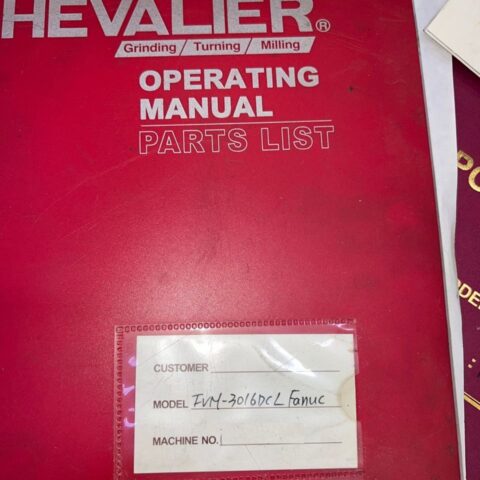 HEVALIER®
Grinding / Turning / Milling
OPERATING
MANUAL
PARTS LIST
CUSTOMER
MODEL FVM-3016DCL Fanuc
MACHINE NO.